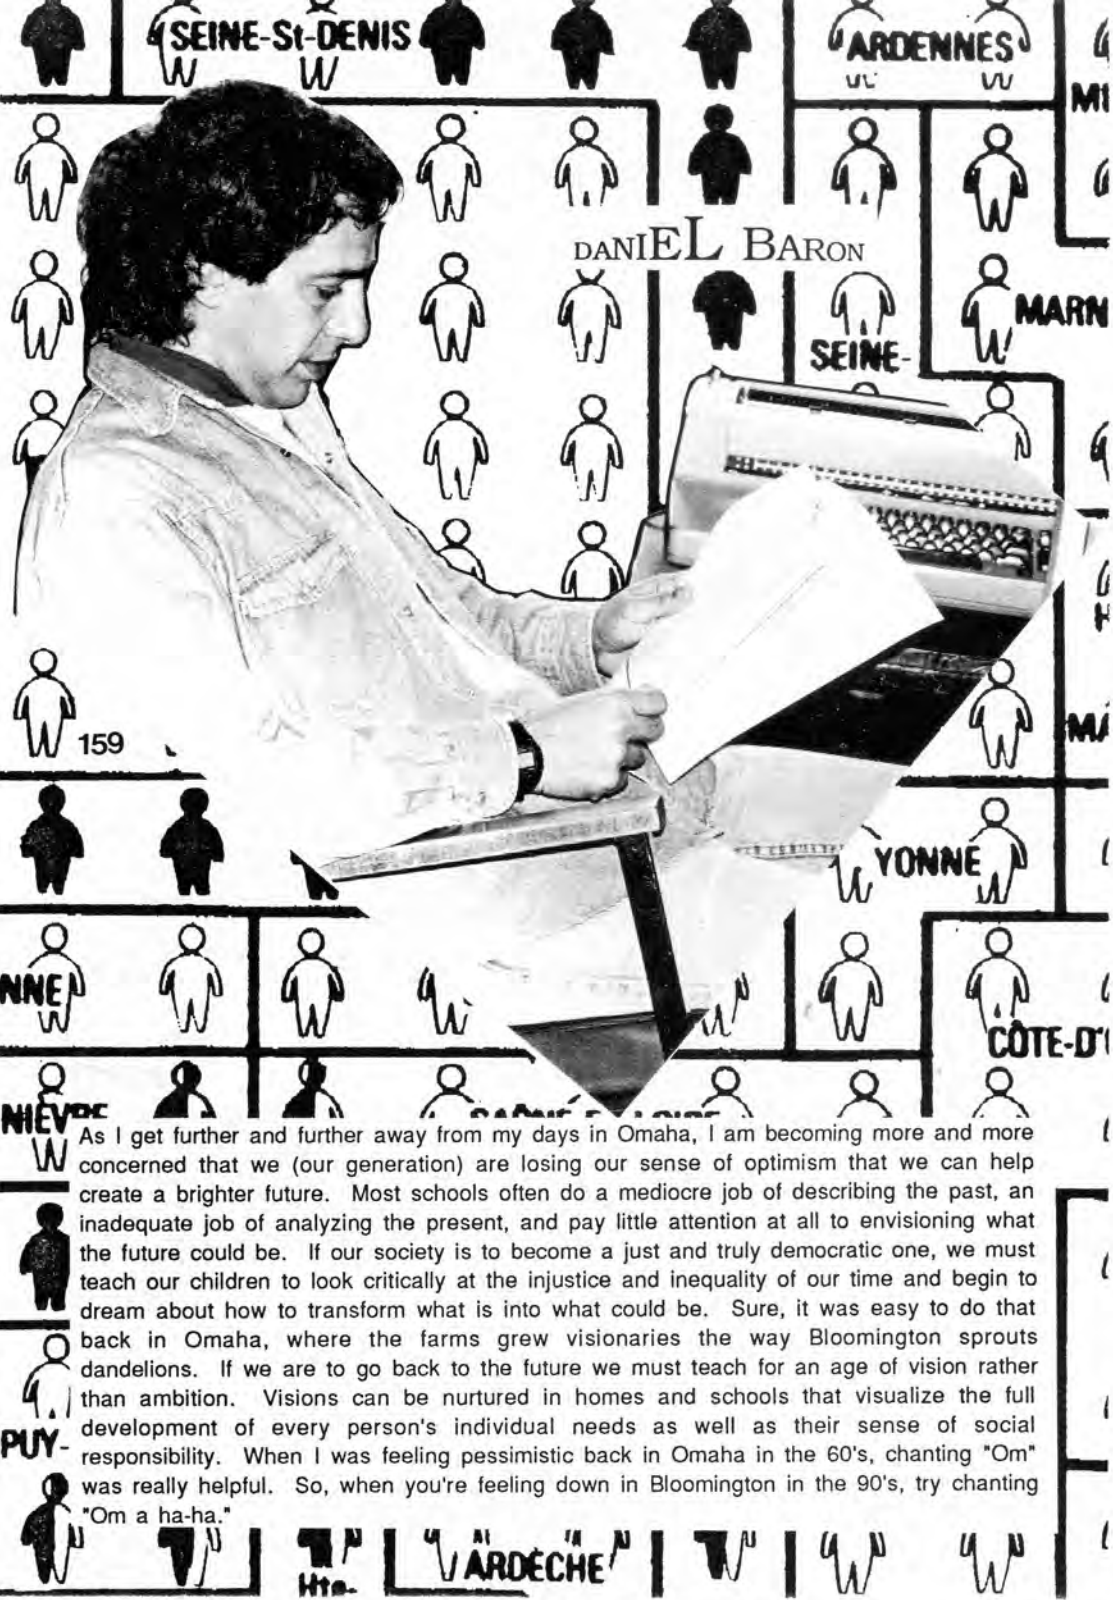 SEINE-St-DENIS
ARDENNES
DANIEL BARON
MARN
SEINE-
159
YONNE
NNE
CÔTE-D'
NIÈVRE
SAÔNE-E-LOIRE
As I get further and further away from my days in Omaha, I am becoming more and more
concerned that we (our generation) are losing our sense of optimism that we can help
create a brighter future. Most schools often do a mediocre job of describing the past, an
inadequate job of analyzing the present, and pay little attention at all to envisioning what
the future could be. If our society is to become a just and truly democratic one, we must
teach our children to look critically at the injustice and inequality of our time and begin to
dream about how to transform what is into what could be. Sure, it was easy to do that
back in Omaha, where the farms grew visionaries the way Bloomington sprouts
dandelions. If we are to go back to the future we must teach for an age of vision rather
than ambition. Visions can be nurtured in homes and schools that visualize the full
development of every person's individual needs as well as their sense of social
responsibility. When I was feeling pessimistic back in Omaha in the 60's, chanting "Om"
was really helpful. So, when you're feeling down in Bloomington in the 90's, try chanting
"Om a ha-ha."
PUY-
ARDÈCHE
Hte-